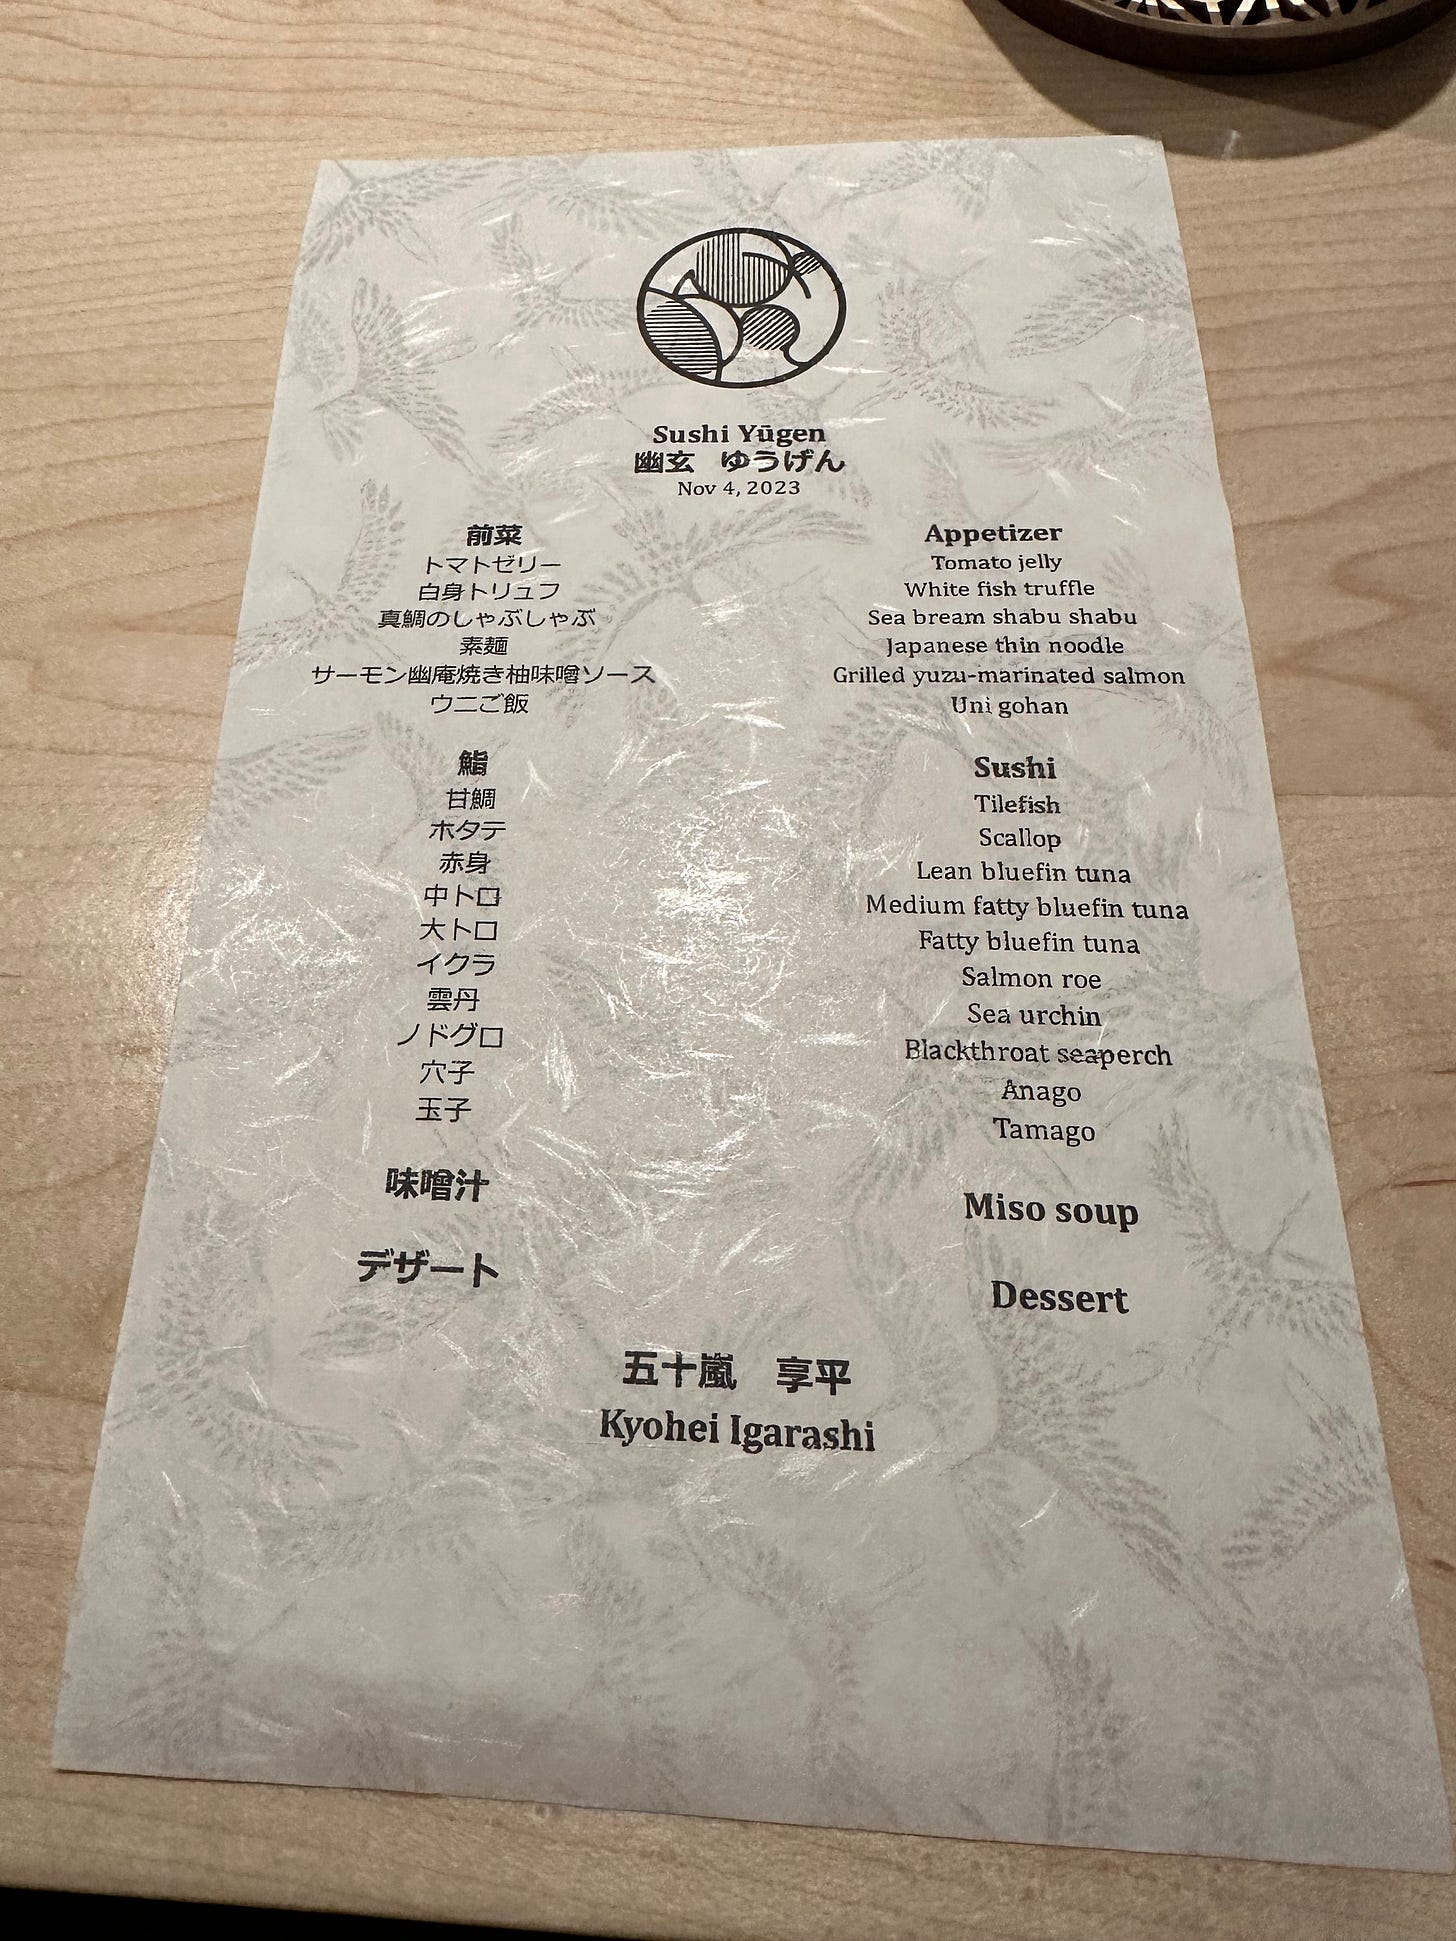 Sushi Yūgen
幽玄 ゆうげん
Nov 4, 2023
前菜
トマトゼリー
白身トリュフ
真鯛のしゃぶしゃぶ
素麺
サーモン幽庵焼き柚味噌ソース
ウニご飯
鮨
甘鯛
ホタテ
赤身
中トロ
大トロ
イクラ
雲丹
ノドグロ
穴子
玉子
味噌汁
デザート
Appetizer
Tomato jelly
White fish truffle
Sea bream shabu shabu
Japanese thin noodle
Grilled yuzu-marinated salmon
Uni gohan
Sushi
Tilefish
Scallop
Lean bluefin tuna
Medium fatty bluefin tuna
Fatty bluefin tuna
Salmon roe
Sea urchin
Blackthroat seaperch
Anago
Tamago
Miso soup
Dessert
五十嵐 享平
Kyohei Igarashi